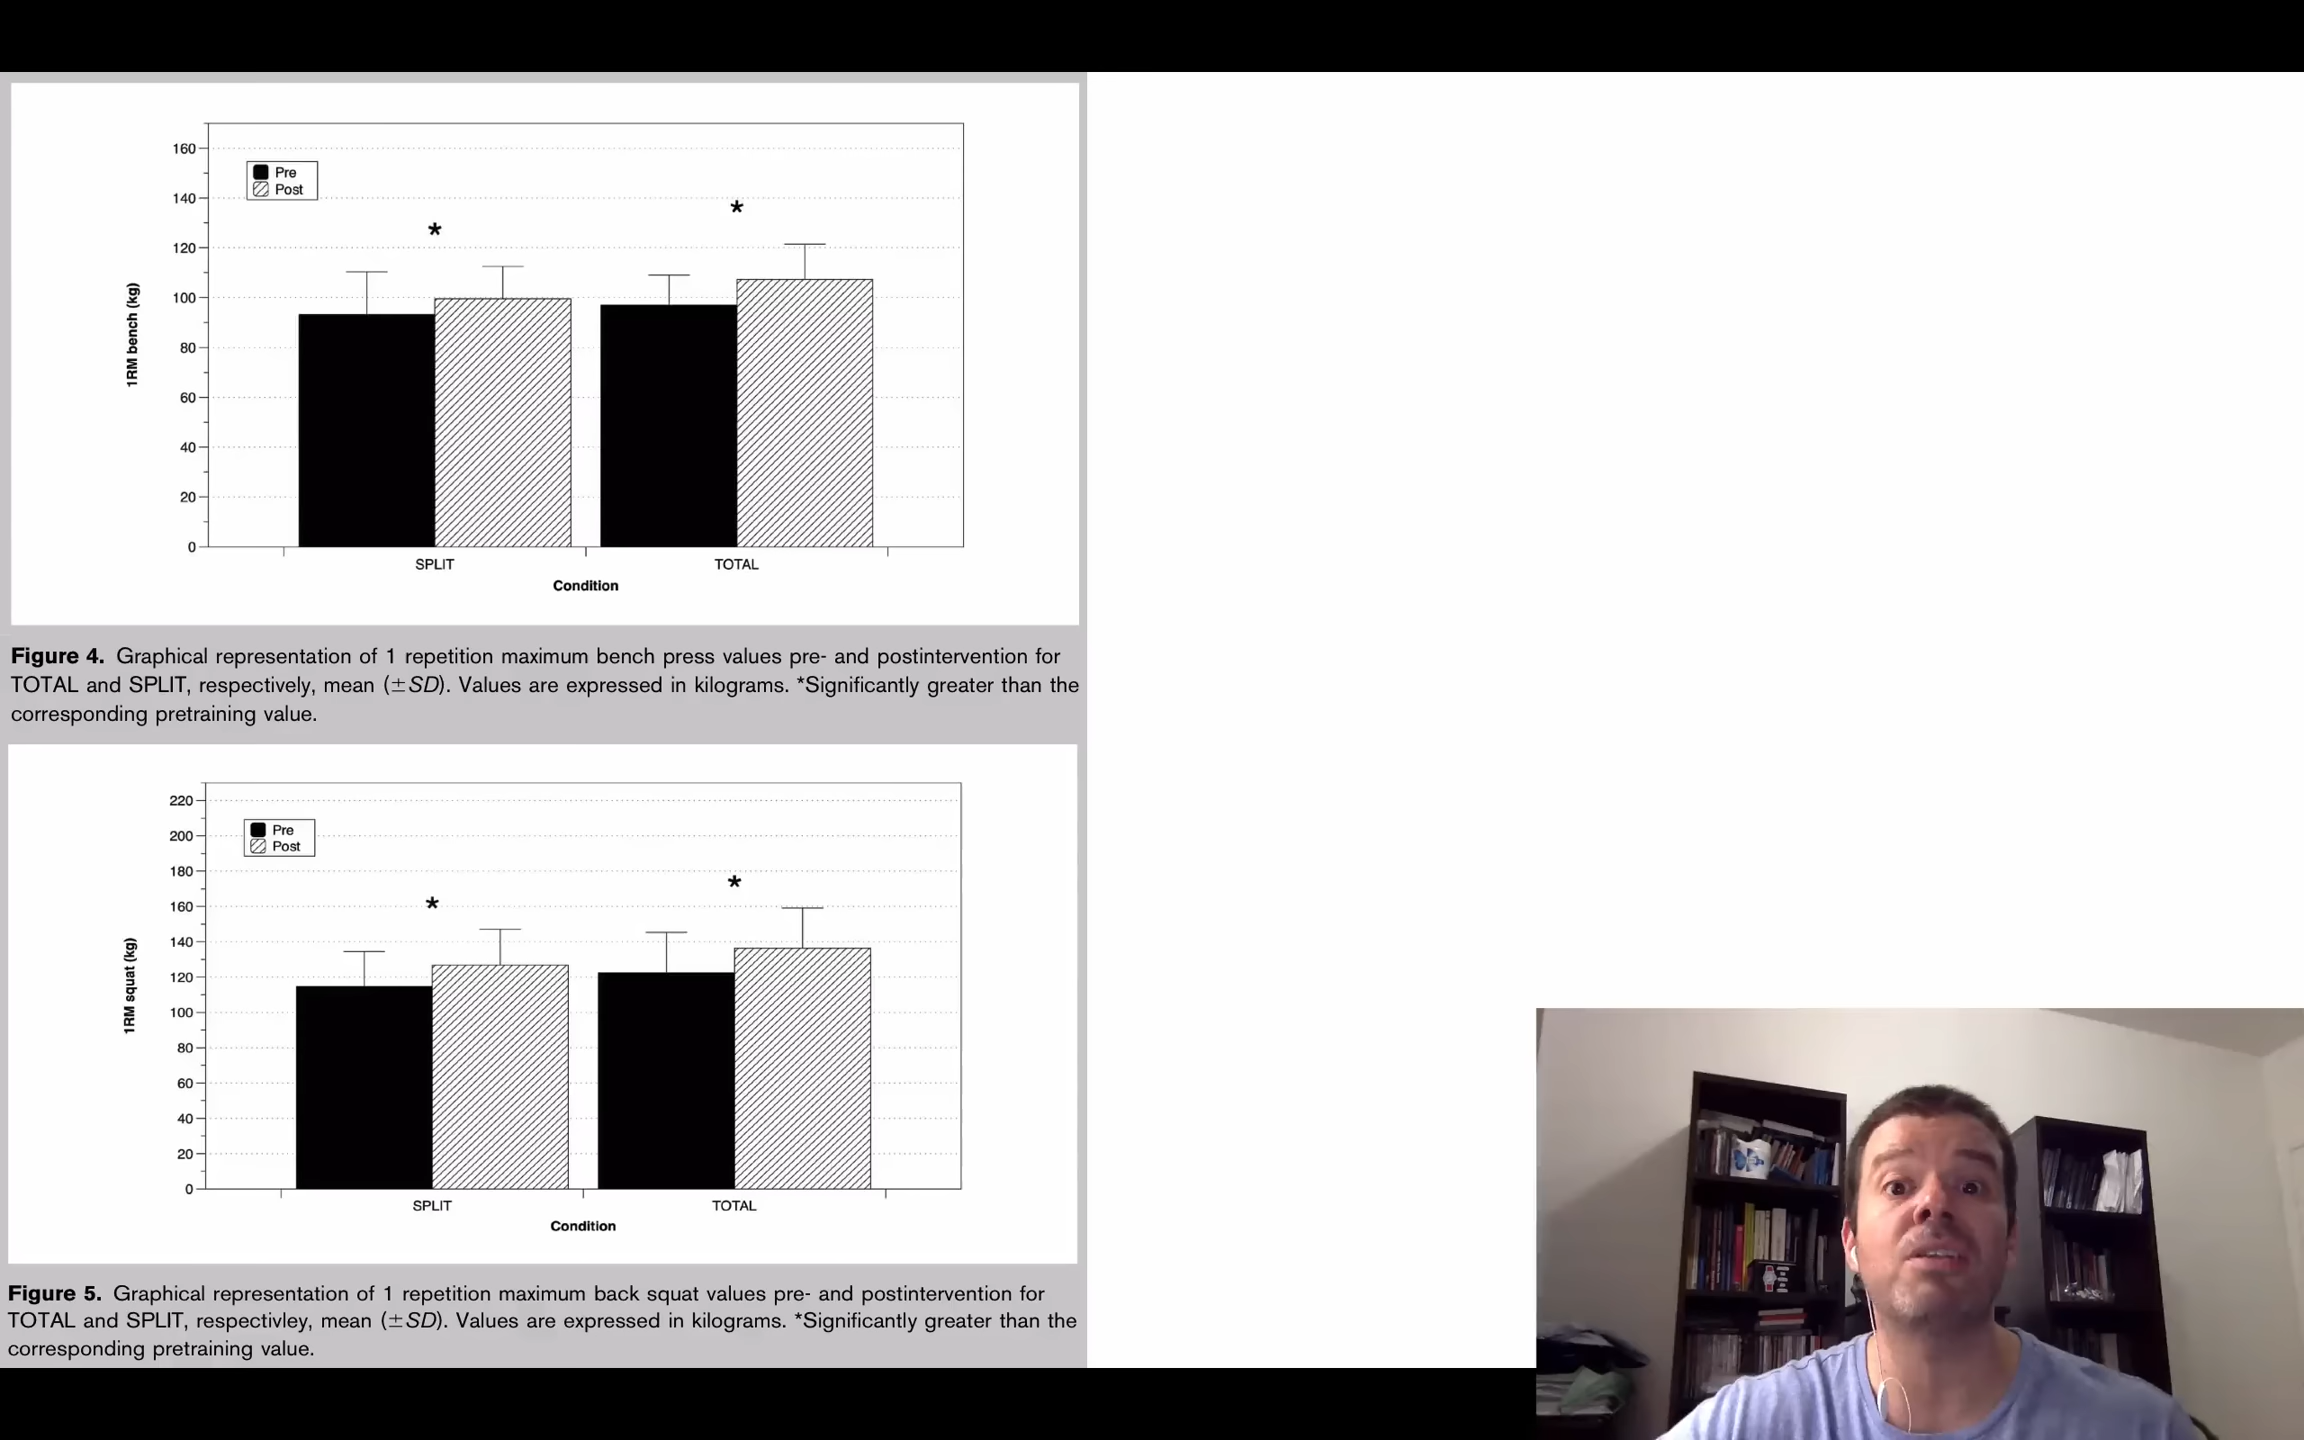 160
140
120
100
80
60
40
20
0
1RM bench (kg)
Pre
Post
*
*
SPLIT
TOTAL
Condition
Figure 4. Graphical representation of 1 repetition maximum bench press values pre- and postintervention for
TOTAL and SPLIT, respectively, mean (±SD). Values are expressed in kilograms. *Significantly greater than the
corresponding pretraining value.
220
200
180
160
140
120
100
80
60
40
20
0
1RM squat (kg)
Pre
Post
*
*
SPLIT
TOTAL
Condition
Figure 5. Graphical representation of 1 repetition maximum back squat values pre- and postintervention for
TOTAL and SPLIT, respectivley, mean (±SD). Values are expressed in kilograms. *Significantly greater than the
corresponding pretraining value.